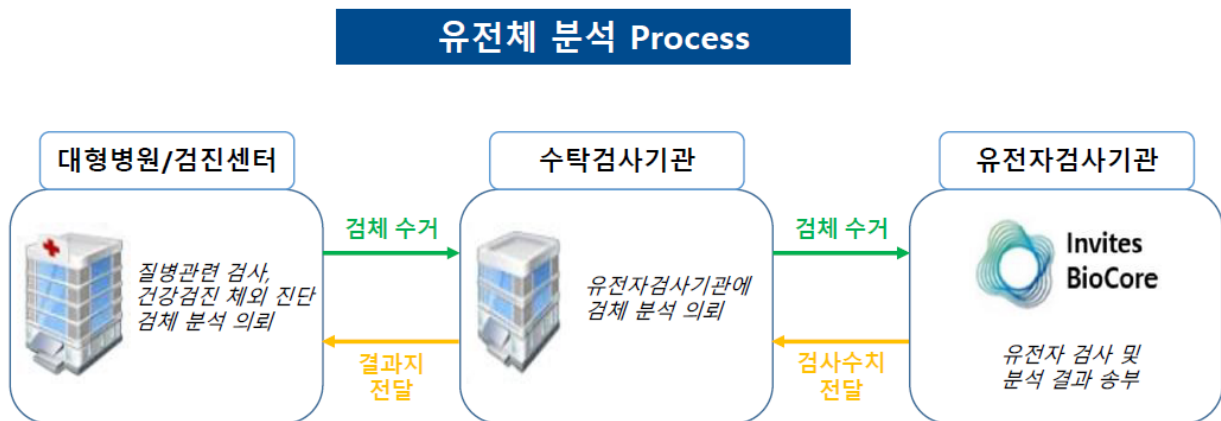 유전체 분석 Process
대형병원/검진센터
수탁검사기관
유전자검사기관
질병관련 검사,
건강검진 체외 진단
검체 분석 의뢰
검체 수거
결과지
전달
유전자검사기관에
검체 분석 의뢰
검체 수거
검사수치
전달
Invites
BioCore
유전자 검사 및
분석 결과 송부